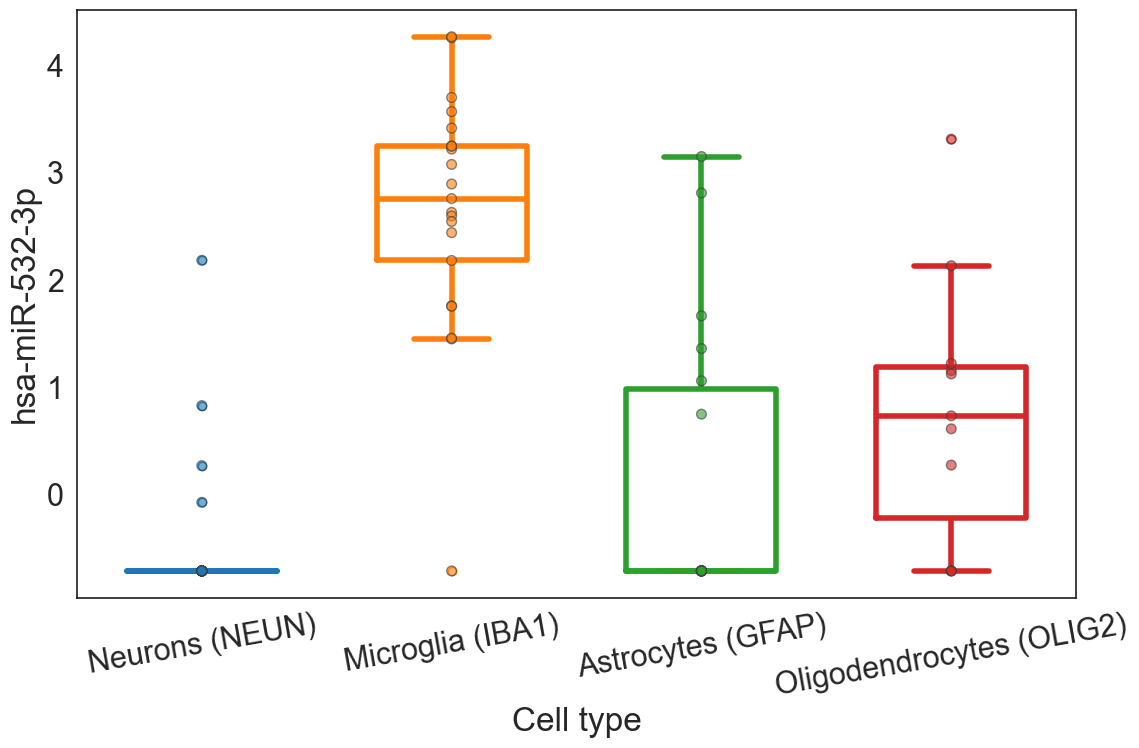 hsa-miR-532-3p
4
3
2
1
0
Neurons (NEUN)
Microglia (IBA1)
Astrocytes (GFAP)
Oligodendrocytes (OLIG2)
Cell type